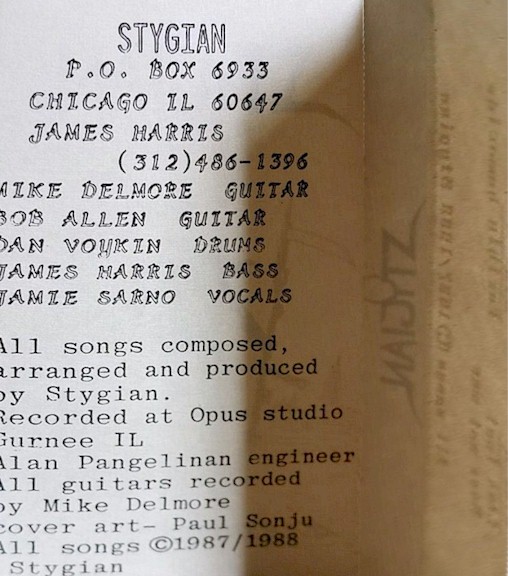 STYGIAN
P.O. BOX 6933
CHICAGO IL 60647
JAMES HARRIS
(312)486-1396
MIKE DELMORE GUITAR
BOB ALLEN GUITAR
DAN VOYKIN DRUMS
JAMES HARRIS BASS
JAMIE SARNO VOCALS
All songs composed,
arranged and produced
by Stygian.
Recorded at Opus studio
Gurnee IL
Alan Pangelinan engineer
All guitars recorded
by Mike Delmore
cover art- Paul Sonju
All songs ©1987/1988
Stygian